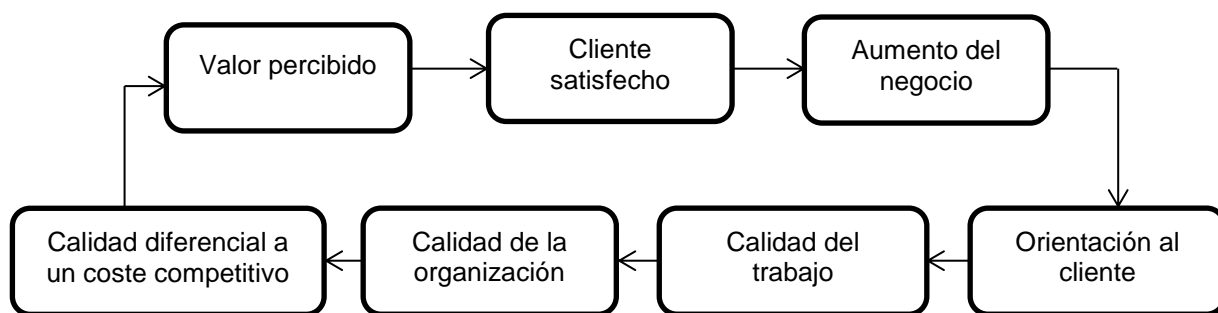 Valor percibido
Cliente
satisfecho
Aumento del
negocio
Calidad diferencial a
un coste competitivo
Calidad de la
organización
Calidad del
trabajo
Orientación al
cliente